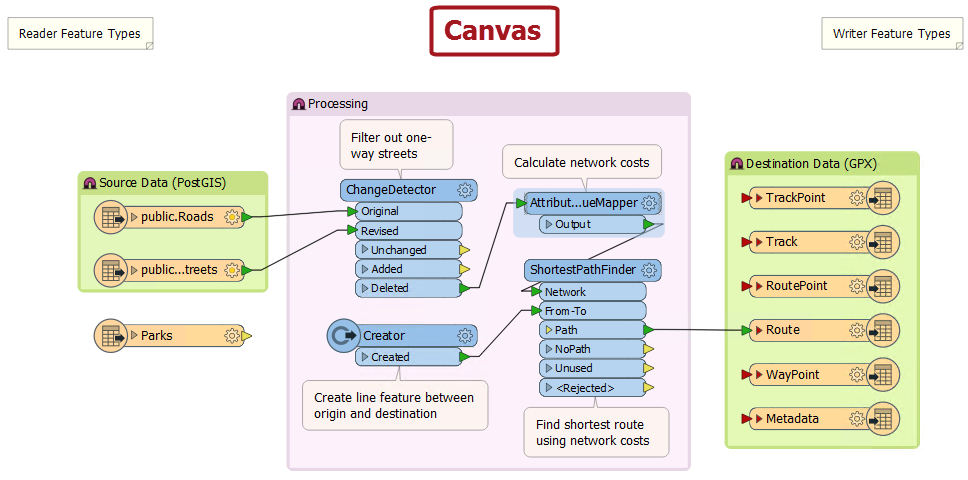 Reader Feature Types
Canvas
Writer Feature Types
Processing
Filter out one-
way streets
Calculate network costs
Source Data (PostGIS)
public.Roads
public...treets
Parks
ChangeDetector
Original
Revised
Unchanged
Added
Deleted
Creator
Created
Create line feature between
origin and destination
Attribut...ueMapper
Output
ShortestPathFinder
Network
From-To
Path
NoPath
Unused
<Rejected>
Find shortest route
using network costs
Destination Data (GPX)
TrackPoint
Track
RoutePoint
Route
WayPoint
Metadata